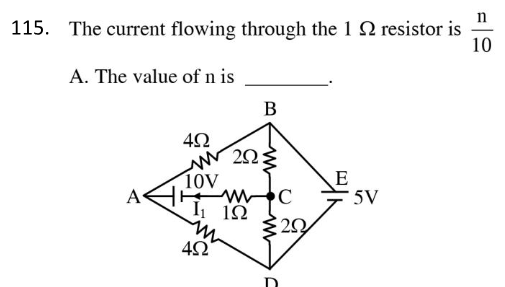 115. The current flowing through the 1 Ω resistor is n/10
A. The value of n is ________.
B
4Ω
2Ω
10V
E
A
C
5V
I₁
1Ω
2Ω
4Ω
D